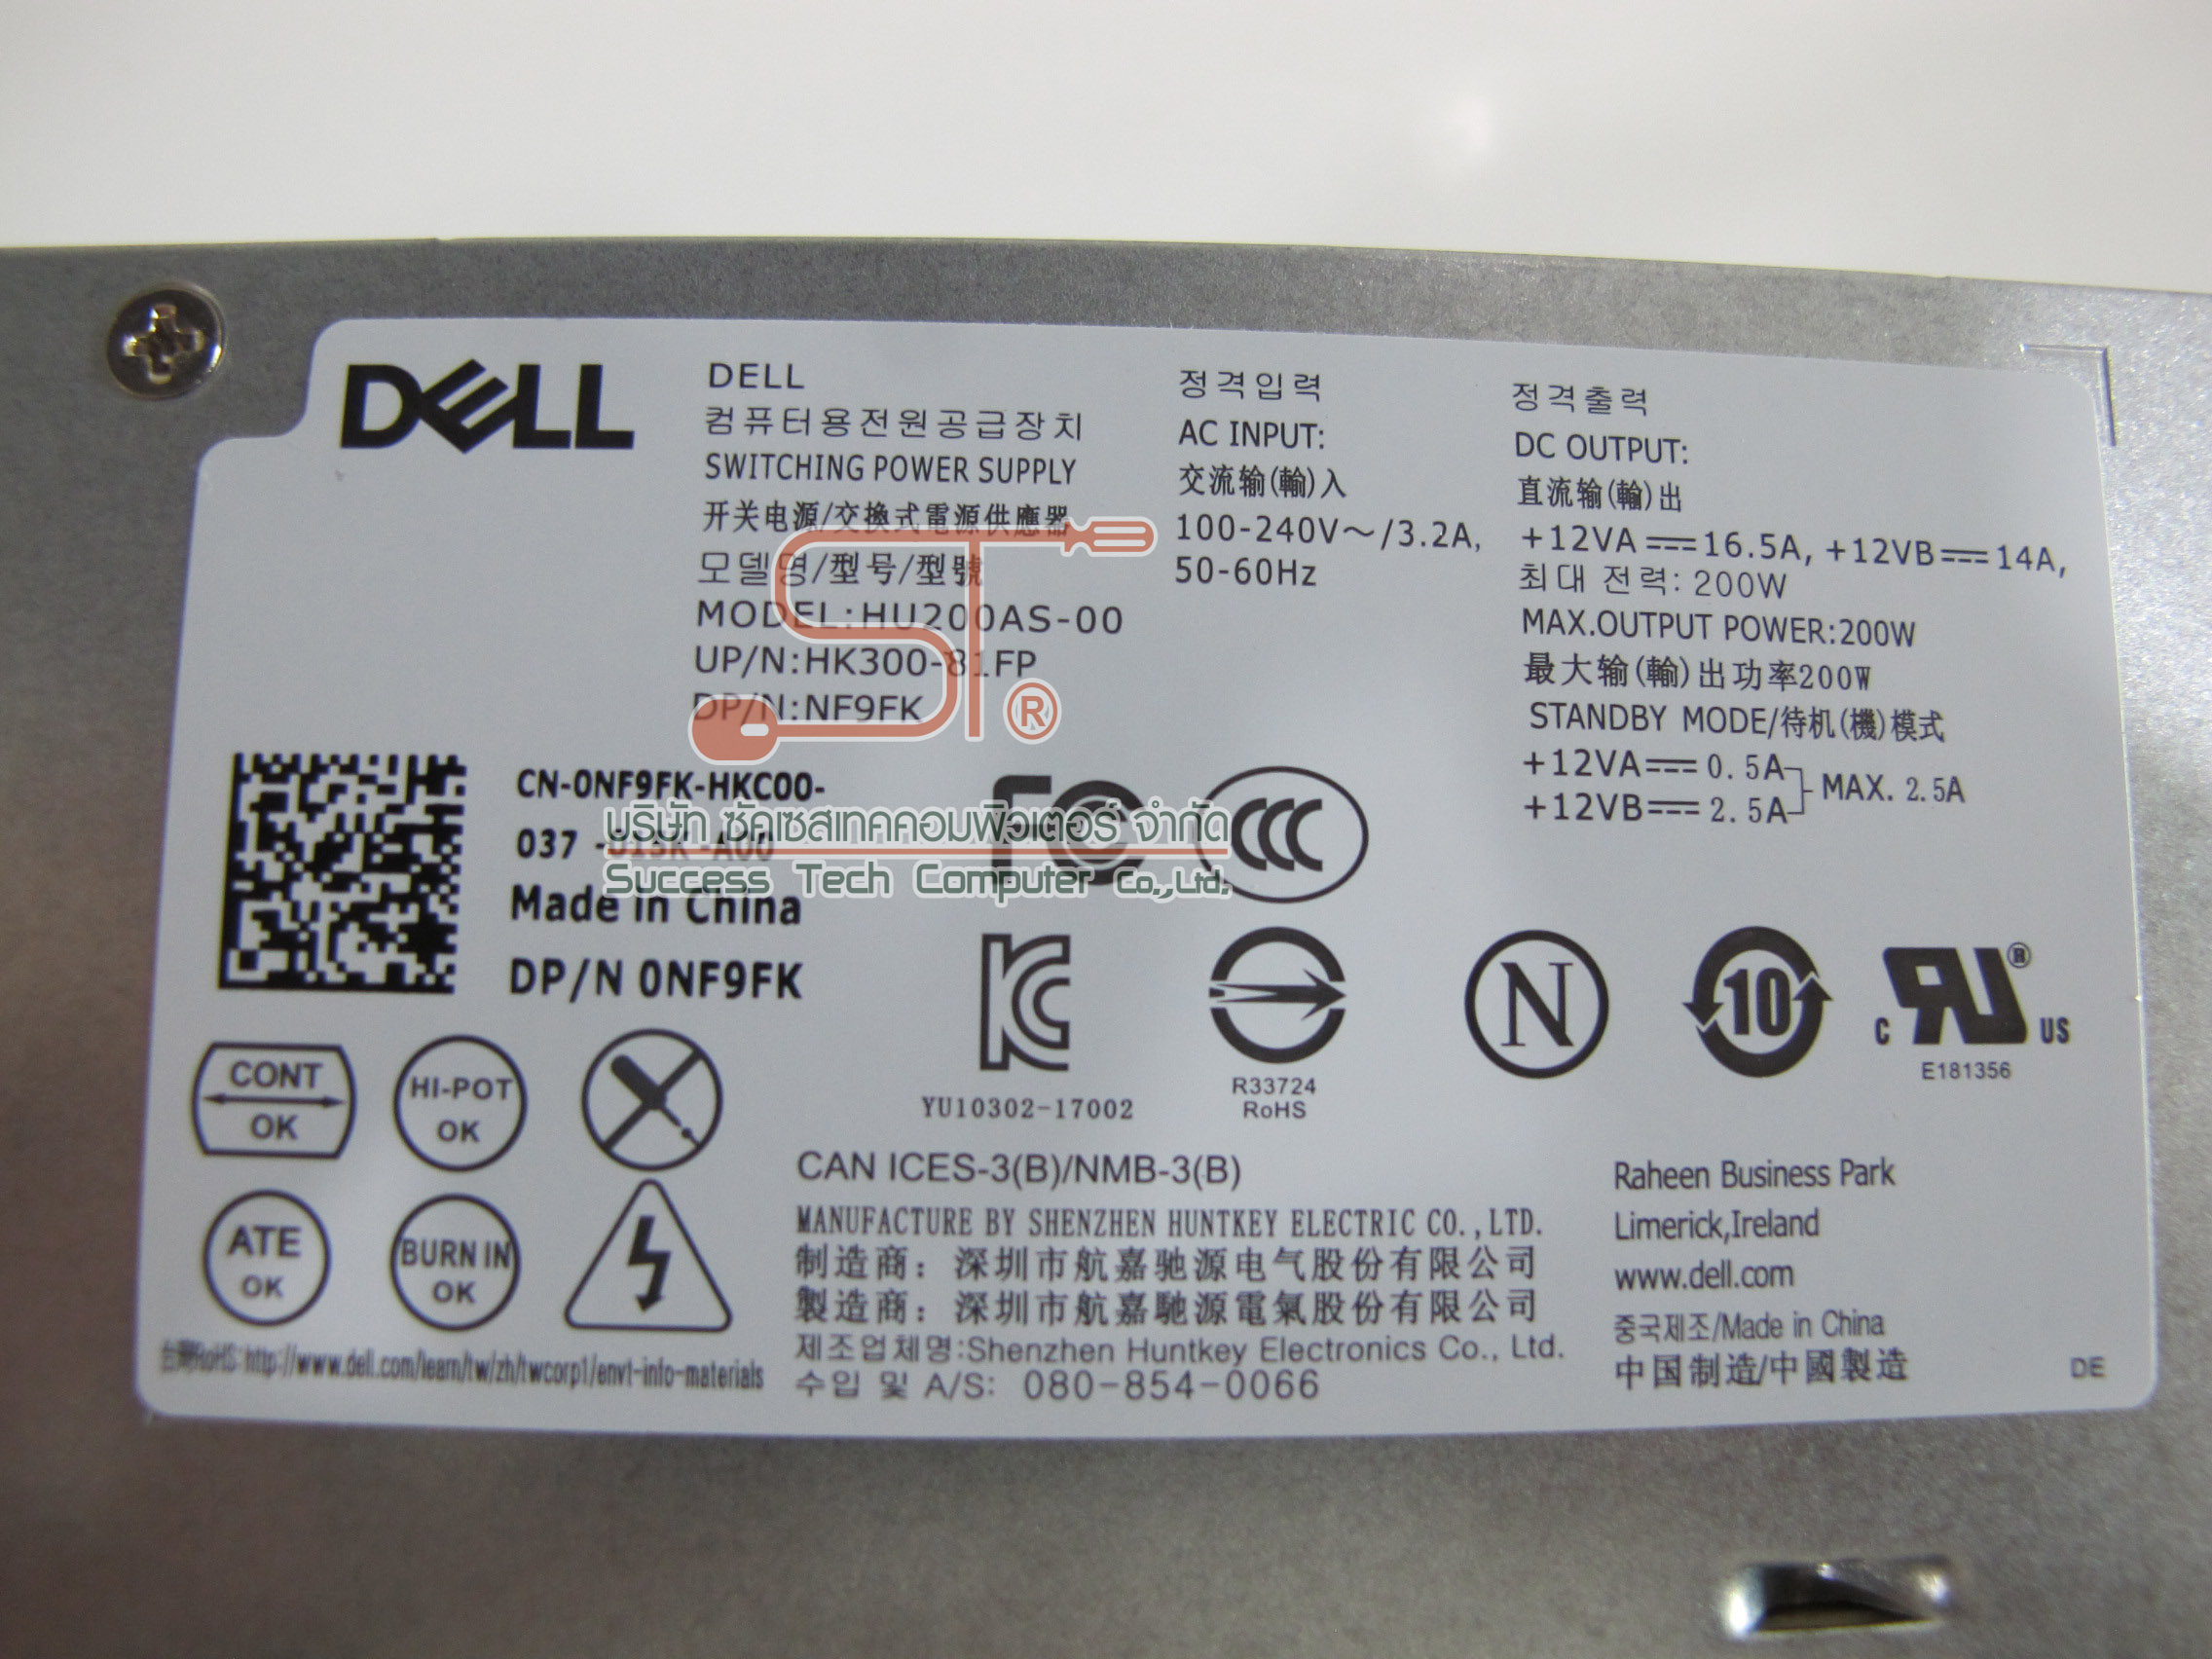 DELL
DELL
컴퓨터용전원공급장치
SWITCHING POWER SUPPLY
开关电源/交換式電源供應器
모델명/型号/型號
MODEL:HU200AS-00
UP/N:HK300-81FP
DP/N:NF9FK
정격입력
AC INPUT:
交流输(輸)入
100-240V～/3.2A,
50-60Hz
정격출력
DC OUTPUT:
直流输(輸)出
+12VA⎓16.5A, +12VB⎓14A,
최대 전력: 200W
MAX.OUTPUT POWER:200W
最大输(輸)出功率200W
STANDBY MODE/待机(機)模式
+12VA⎓0.5A
+12VB⎓2.5A
MAX. 2.5A
ST®
CN-0NF9FK-HKC00-
037
-A00
Made in China
DP/N 0NF9FK
บริษัท ซัคเซสเทคคอมพิวเตอร์ จำกัด
Success Tech Computer Co.,Ltd.
FC
CCC
KC
YU10302-17002
R33724
RoHS
N
10
c RU® US
E181356
CONT
OK
HI-POT
OK
ATE
OK
BURN IN
OK
台灣RoHS: http://www.dell.com/learn/tw/zh/twcorp1/envt-info-materials
CAN ICES-3(B)/NMB-3(B)
MANUFACTURE BY SHENZHEN HUNTKEY ELECTRIC CO.,LTD.
制造商：深圳市航嘉驰源电气股份有限公司
製造商：深圳市航嘉馳源電氣股份有限公司
제조업체명:Shenzhen Huntkey Electronics Co., Ltd.
수입 및 A/S: 080-854-0066
Raheen Business Park
Limerick,Ireland
www.dell.com
중국제조/Made in China
中国制造/中國製造
DE